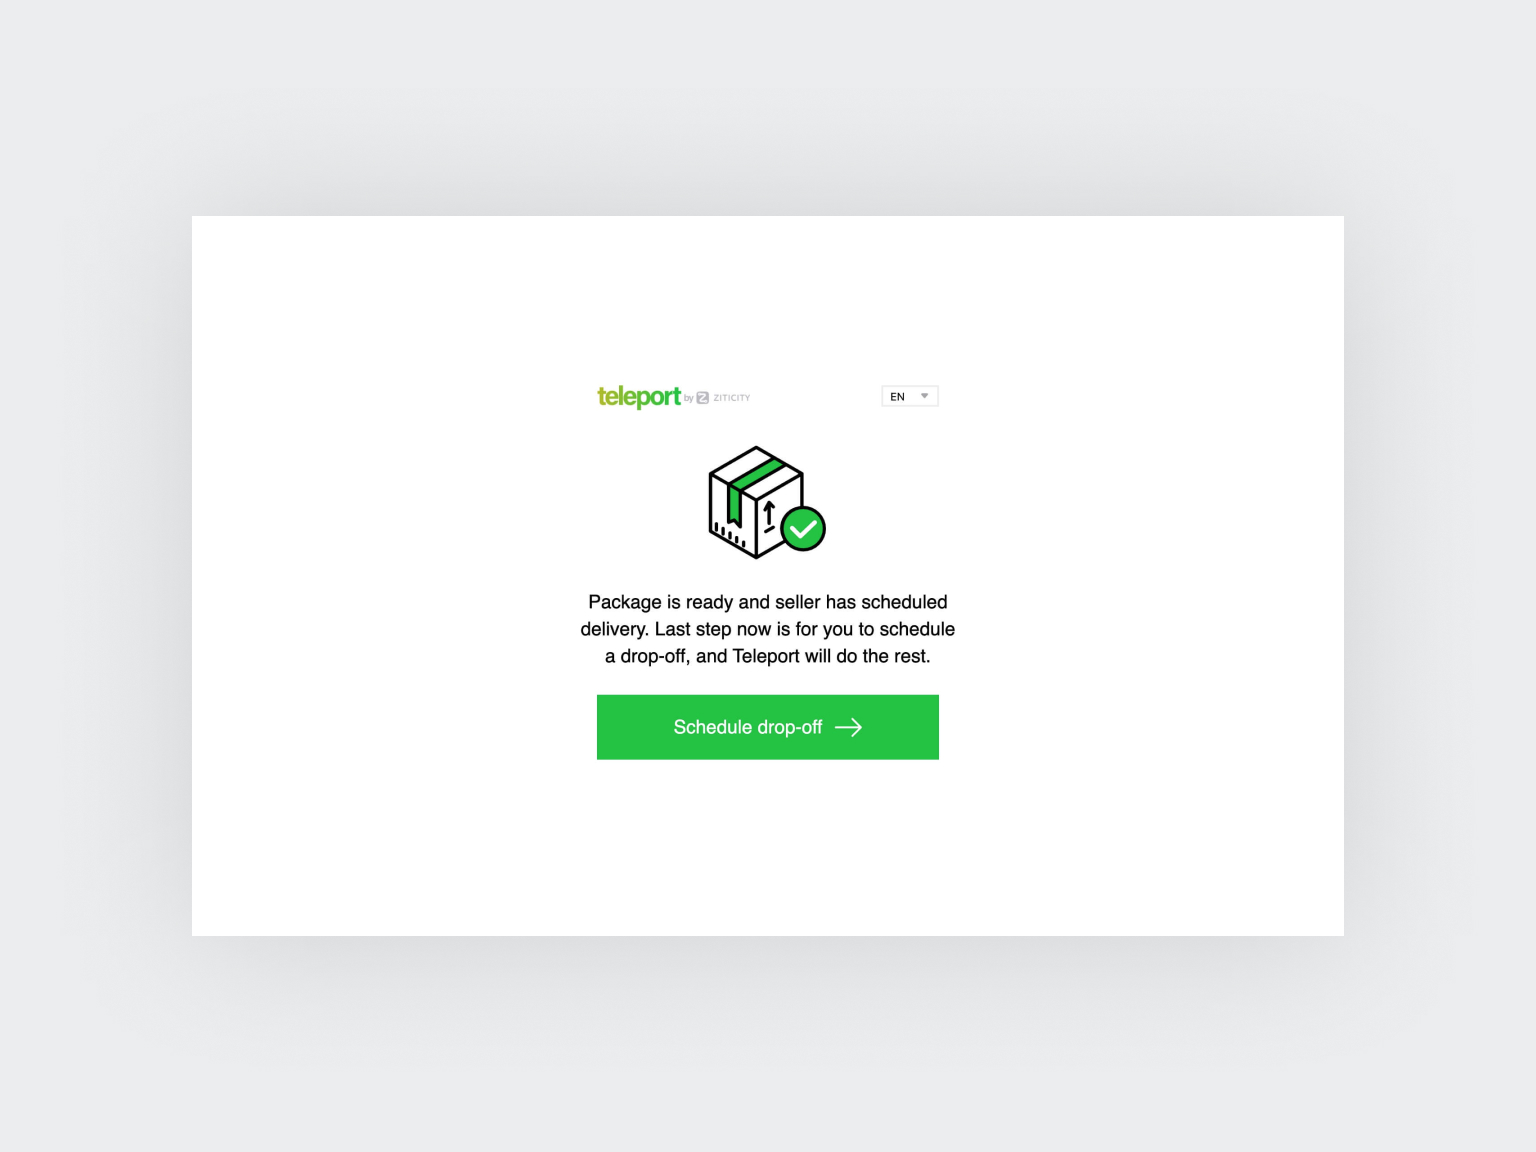 teleport by Z ZITICITY
EN
Package is ready and seller has scheduled
delivery. Last step now is for you to schedule
a drop-off, and Teleport will do the rest.
Schedule drop-off